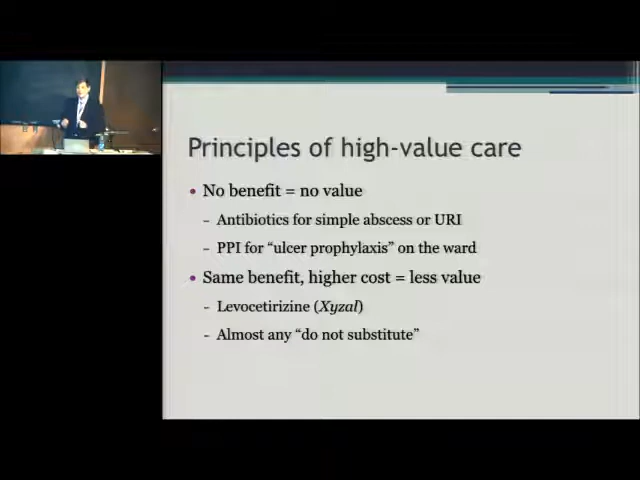 Principles of high-value care
• No benefit = no value
– Antibiotics for simple abscess or URI
– PPI for “ulcer prophylaxis” on the ward
• Same benefit, higher cost = less value
– Levocetirizine (Xyzal)
– Almost any “do not substitute”